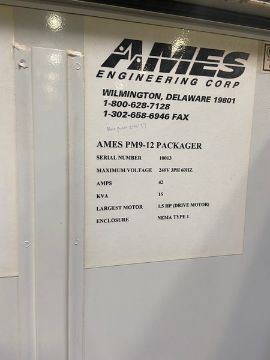 AMES
ENGINEERING CORP
WILMINGTON, DELAWARE 19801
1-800-628-7128
1-302-658-6946 FAX
AMES PM9-12 PACKAGER
SERIAL NUMBER 10013
MAXIMUM VOLTAGE 240V 3PH 60HZ
AMPS 42
KVA 15
LARGEST MOTOR 1.5 HP (DRIVE MOTOR)
ENCLOSURE NEMA TYPE 1